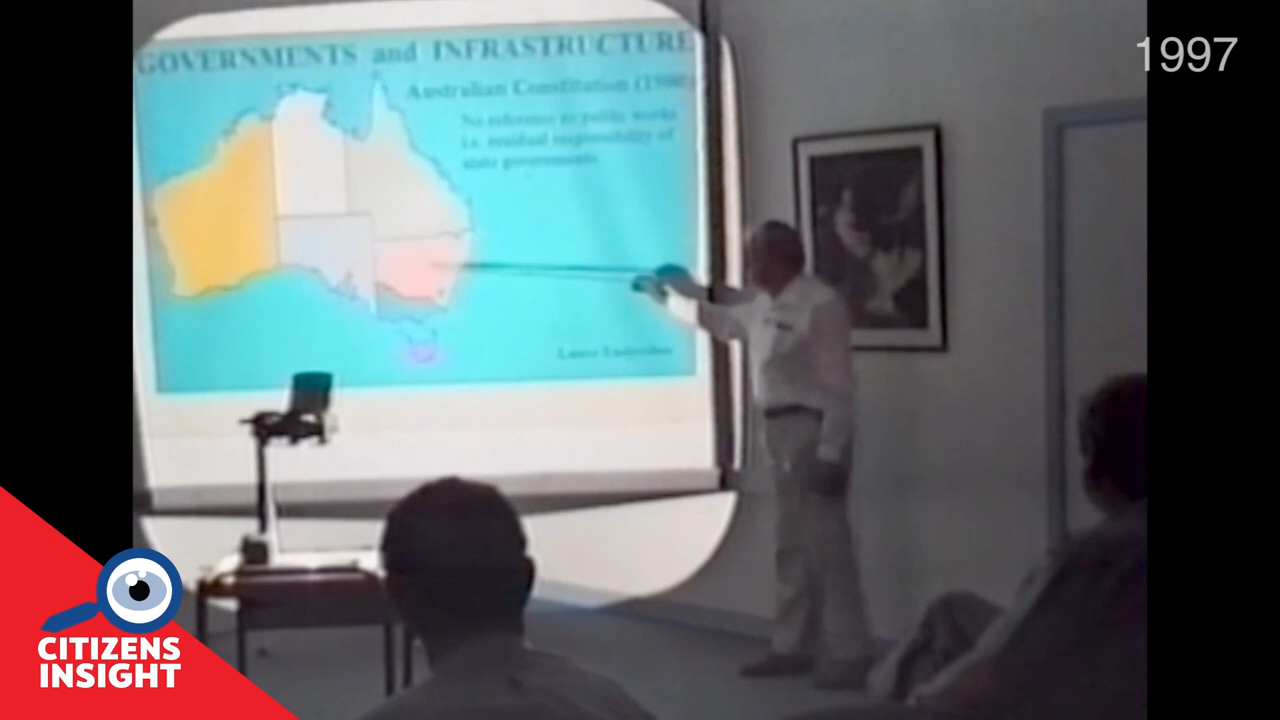 1997
GOVERNMENTS and INFRASTRUCTURE
Australian Constitution (1900)
No reference to public works
i.e. residual responsibility of
state governments
CITIZENS
INSIGHT